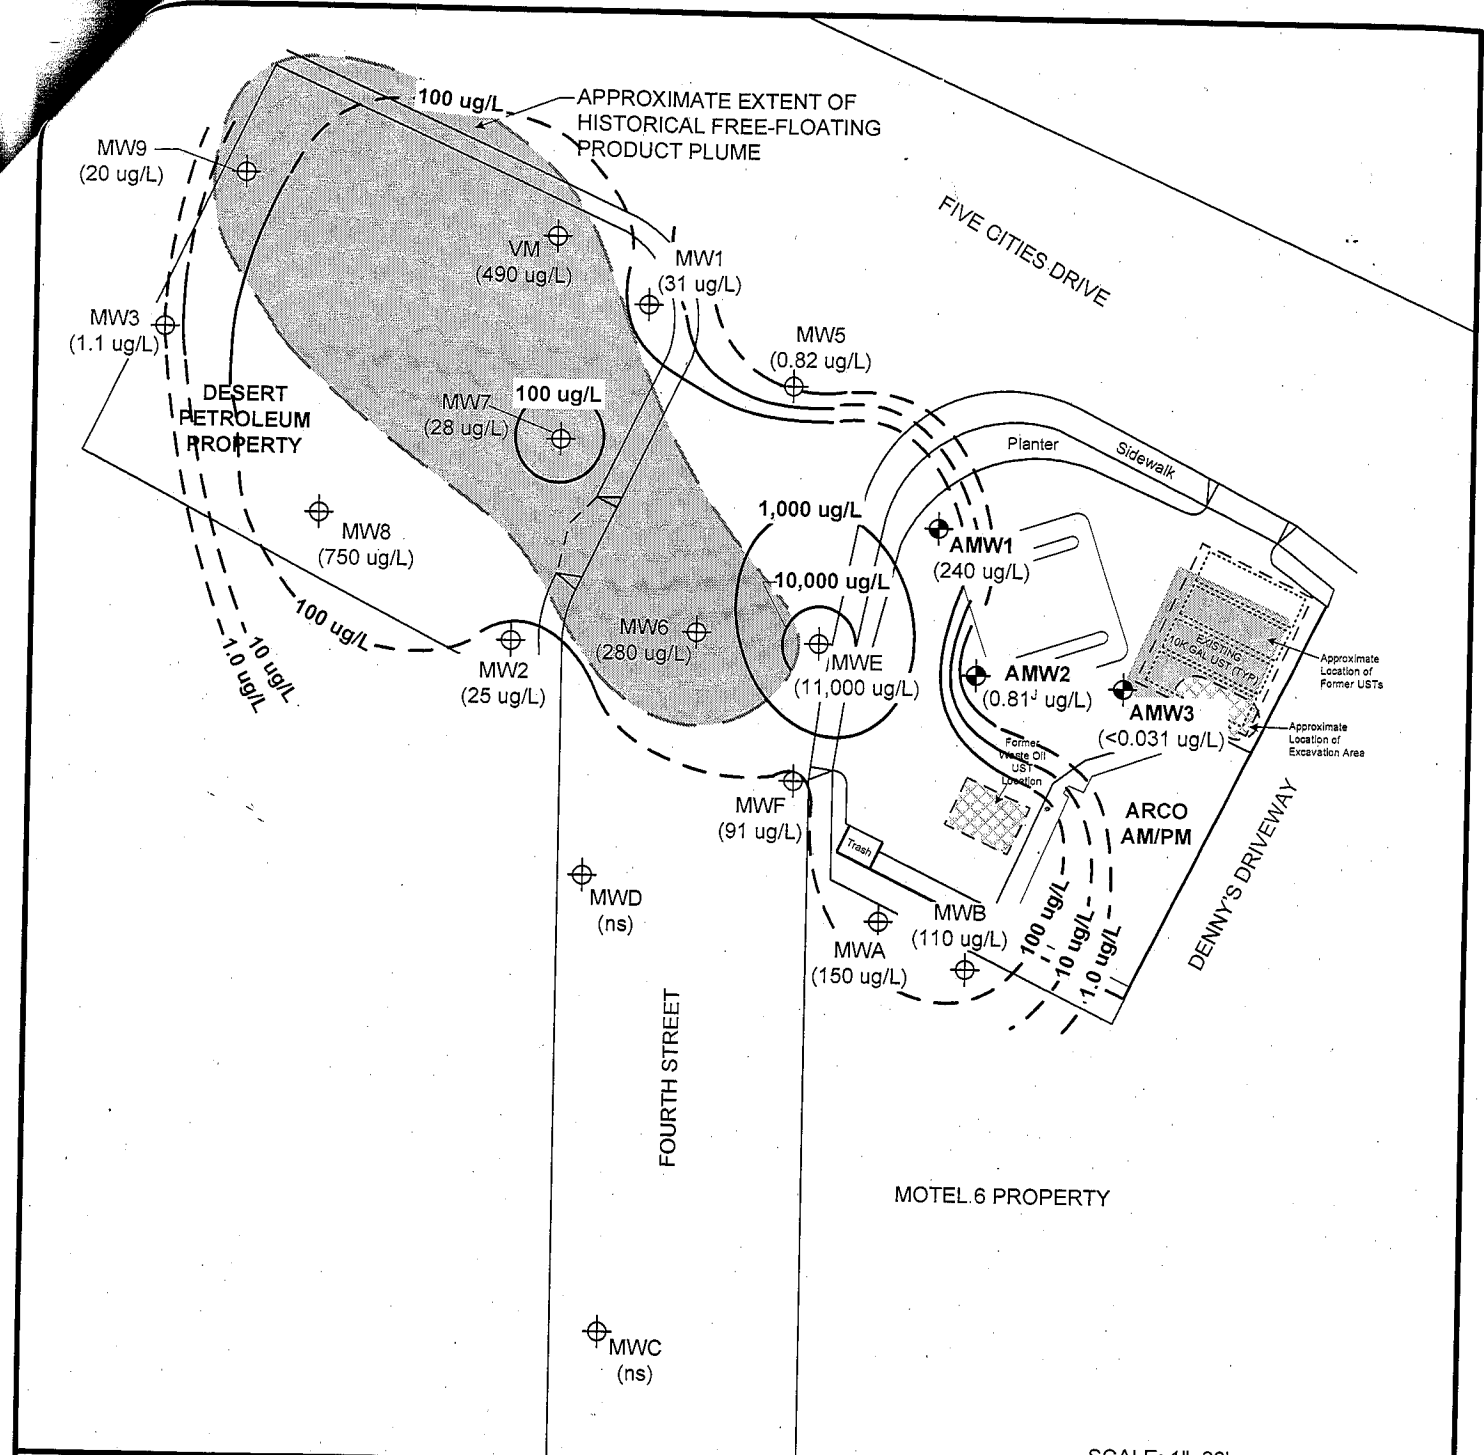 100 ug/L
APPROXIMATE EXTENT OF
HISTORICAL FREE-FLOATING
PRODUCT PLUME
MW9
(20 ug/L)
FIVE CITIES DRIVE
VM
(490 ug/L)
MW1
(31 ug/L)
MW3
(1.1 ug/L)
MW5
(0.82 ug/L)
DESERT
PETROLEUM
PROPERTY
100 ug/L
MW7
(28 ug/L)
Planter
Sidewalk
MW8
(750 ug/L)
1,000 ug/L
10,000 ug/L
AMW1
(240 ug/L)
100 ug/L
10 ug/L
1.0 ug/L
MW2
(25 ug/L)
MW6
(280 ug/L)
MWE
(11,000 ug/L)
AMW2
(0.81ᴶ ug/L)
AMW3
(<0.031 ug/L)
EXISTING
10K GAL UST (TYP)
Approximate
Location of
Former USTs
Approximate
Location of
Excavation Area
Former
Waste Oil
UST
Location
MWF
(91 ug/L)
ARCO
AM/PM
DENNY'S DRIVEWAY
Trash
MWD
(ns)
MWB
(110 ug/L)
MWA
(150 ug/L)
100 ug/L
10 ug/L
1.0 ug/L
FOURTH STREET
MOTEL 6 PROPERTY
MWC
(ns)